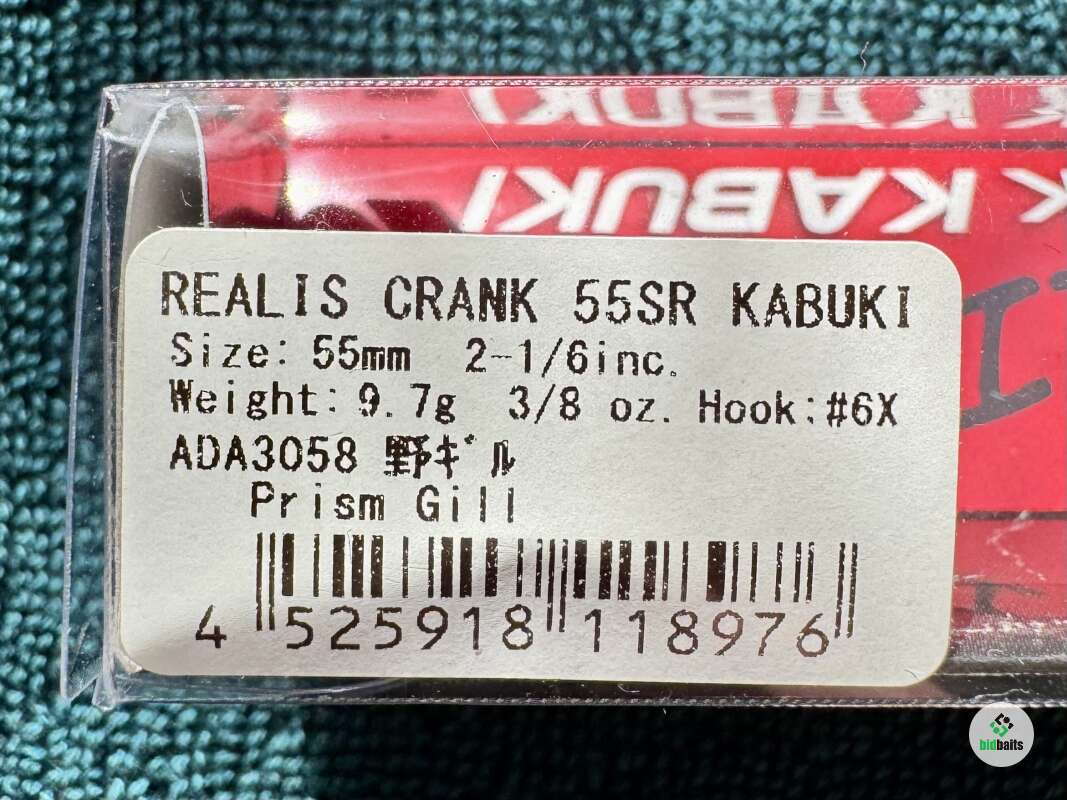 K KABUKI
K KABUKI
REALIS CRANK 55SR KABUKI
Size: 55mm 2-1/6inc.
Weight: 9.7g 3/8 oz. Hook:#6X
ADA3058 野ギル
Prism Gill
4 525918 118976
bidbaits